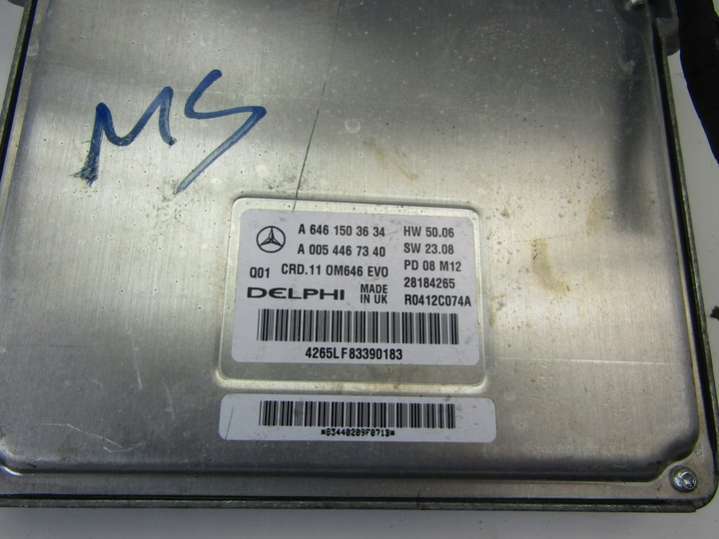 MS
A 646 150 36 34 HW 50.06
A 005 446 73 40 SW 23.08
Q01 CRD.11 OM646 EVO PD 08 M12
DELPHI MADE IN UK 28184265
R0412C074A
4265LF83390183
*63440209F071B*